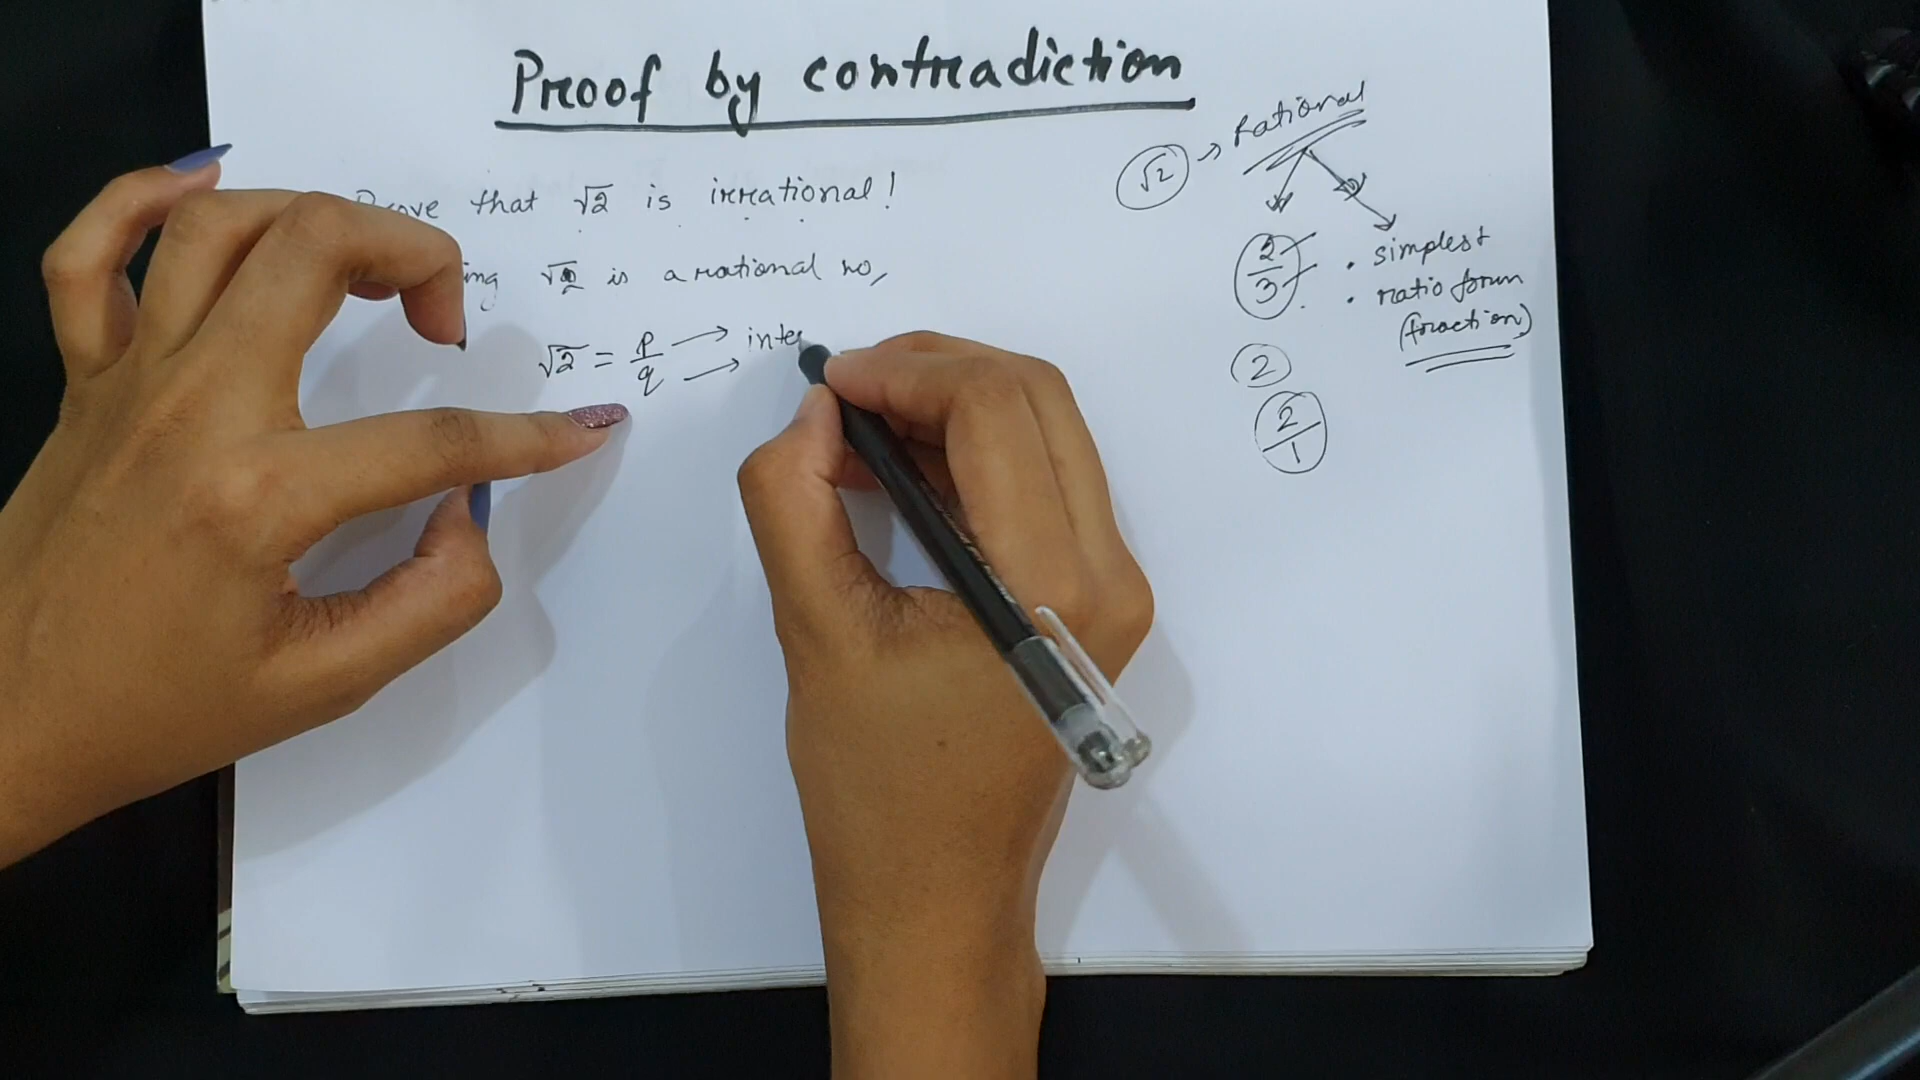 Proof by contradiction
Prove that √2 is irrational!
ing √2 is a rational no,
√2 = p/q → inte
√2 → Rational
2/3
• simplest
• ratio form
(fraction)
2
2/1